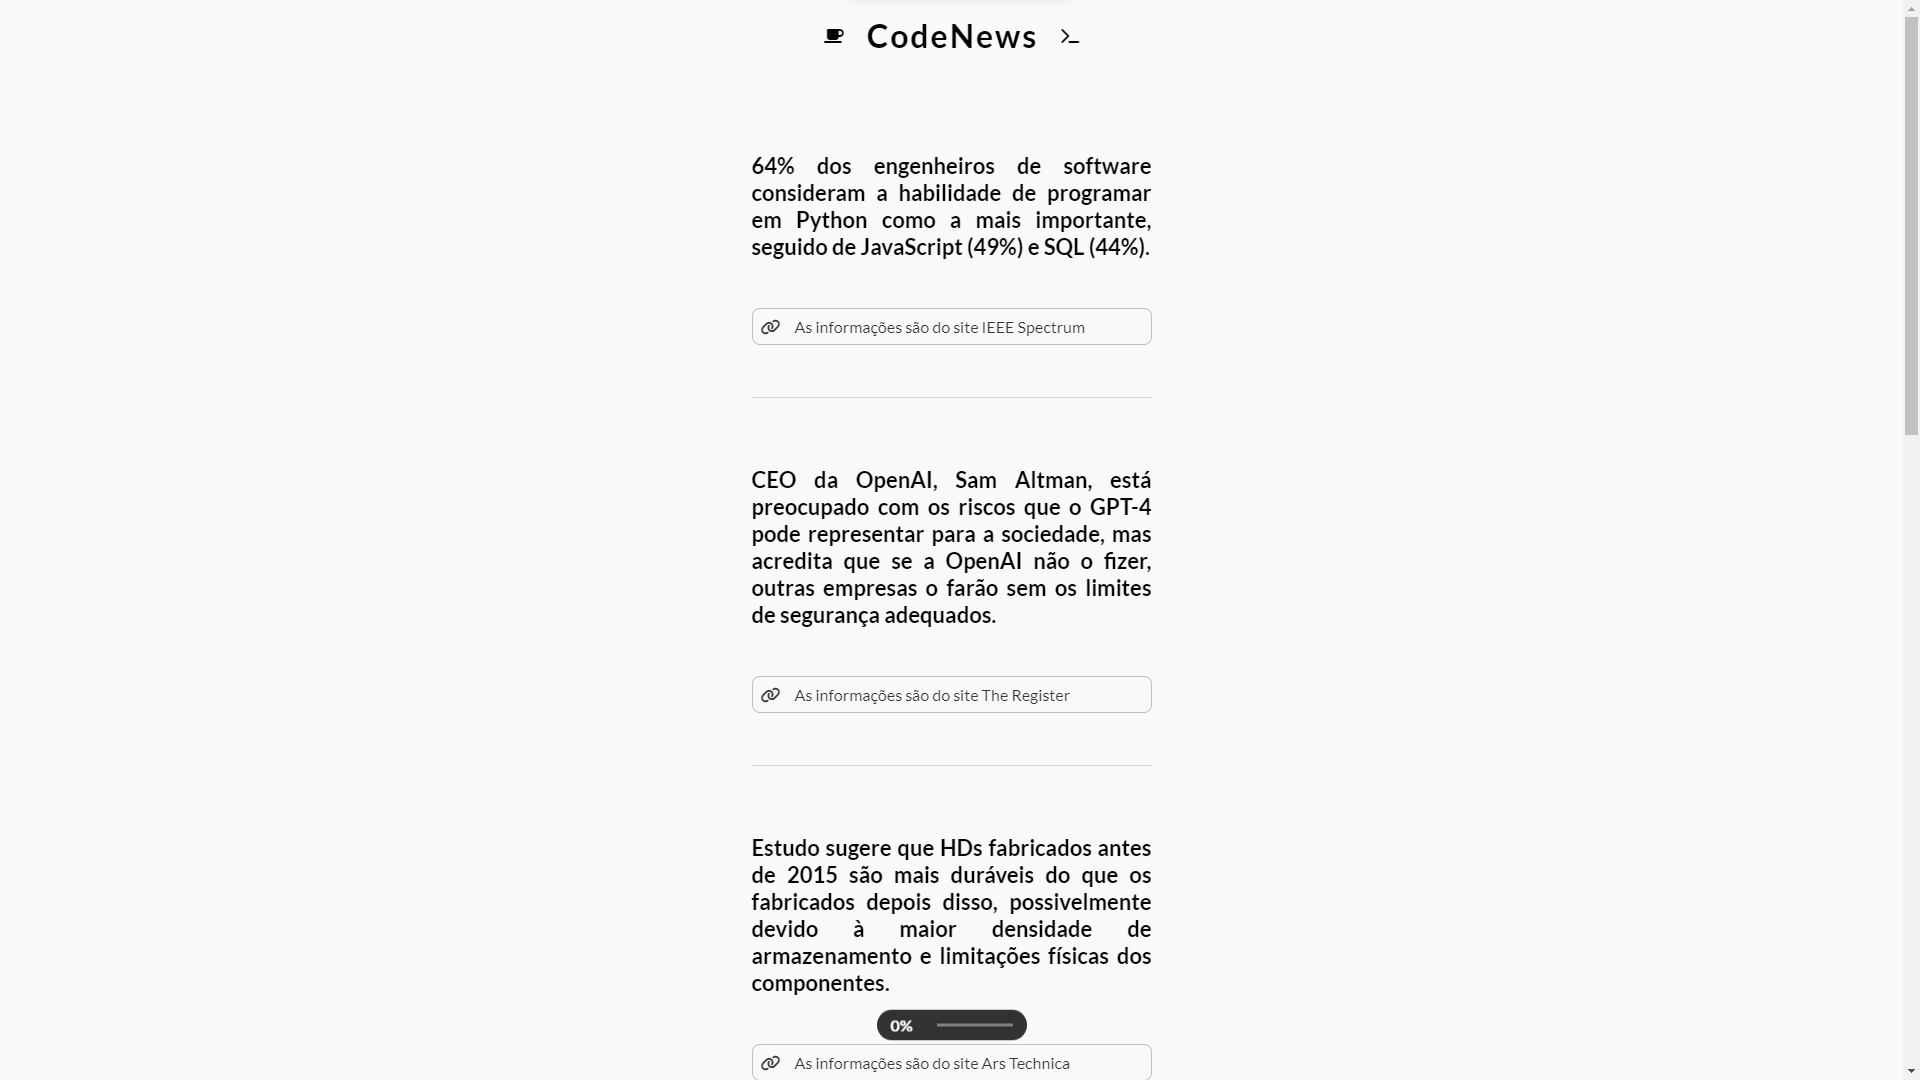 CodeNews
64% dos engenheiros de software
consideram a habilidade de programar
em Python como a mais importante,
seguido de JavaScript (49%) e SQL (44%).
As informações são do site IEEE Spectrum
CEO da OpenAI, Sam Altman, está
preocupado com os riscos que o GPT-4
pode representar para a sociedade, mas
acredita que se a OpenAI não o fizer,
outras empresas o farão sem os limites
de segurança adequados.
As informações são do site The Register
Estudo sugere que HDs fabricados antes
de 2015 são mais duráveis do que os
fabricados depois disso, possivelmente
devido à maior densidade de
armazenamento e limitações físicas dos
componentes.
0%
As informações são do site Ars Technica